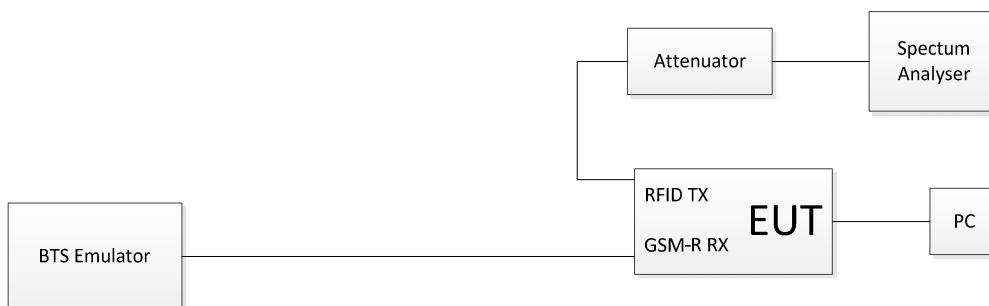 Attenuator
Spectum
Analyser
RFID TX
EUT
GSM-R RX
PC
BTS Emulator